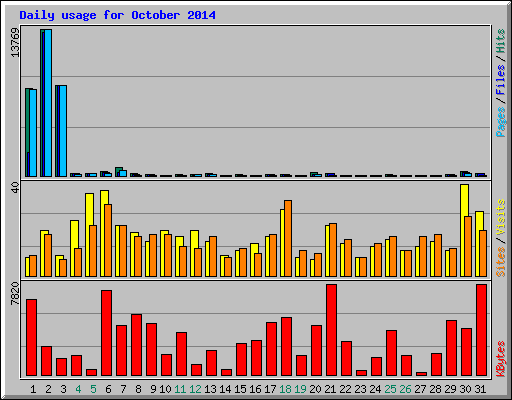 Daily usage for October 2014
13769
Pages / Files / Hits
40
Sites / Visits
7820
KBytes
1 2 3 4 5 6 7 8 9 10 11 12 13 14 15 16 17 18 19 20 21 22 23 24 25 26 27 28 29 30 31